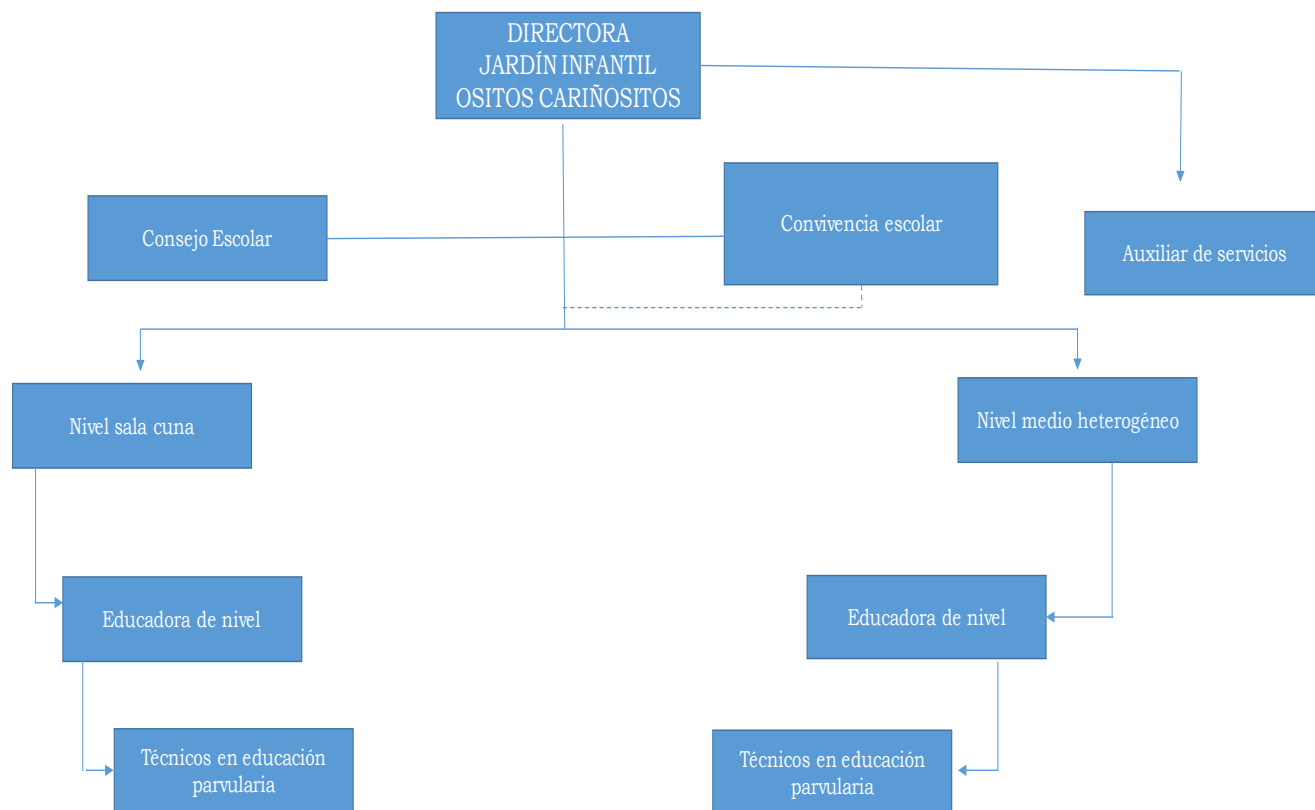 DIRECTORA
JARDÍN INFANTIL
OSITOS CARIÑOSITOS
Consejo Escolar
Convivencia escolar
Auxiliar de servicios
Nivel sala cuna
Nivel medio heterogéneo
Educadora de nivel
Educadora de nivel
Técnicos en educación
parvularia
Técnicos en educación
parvularia